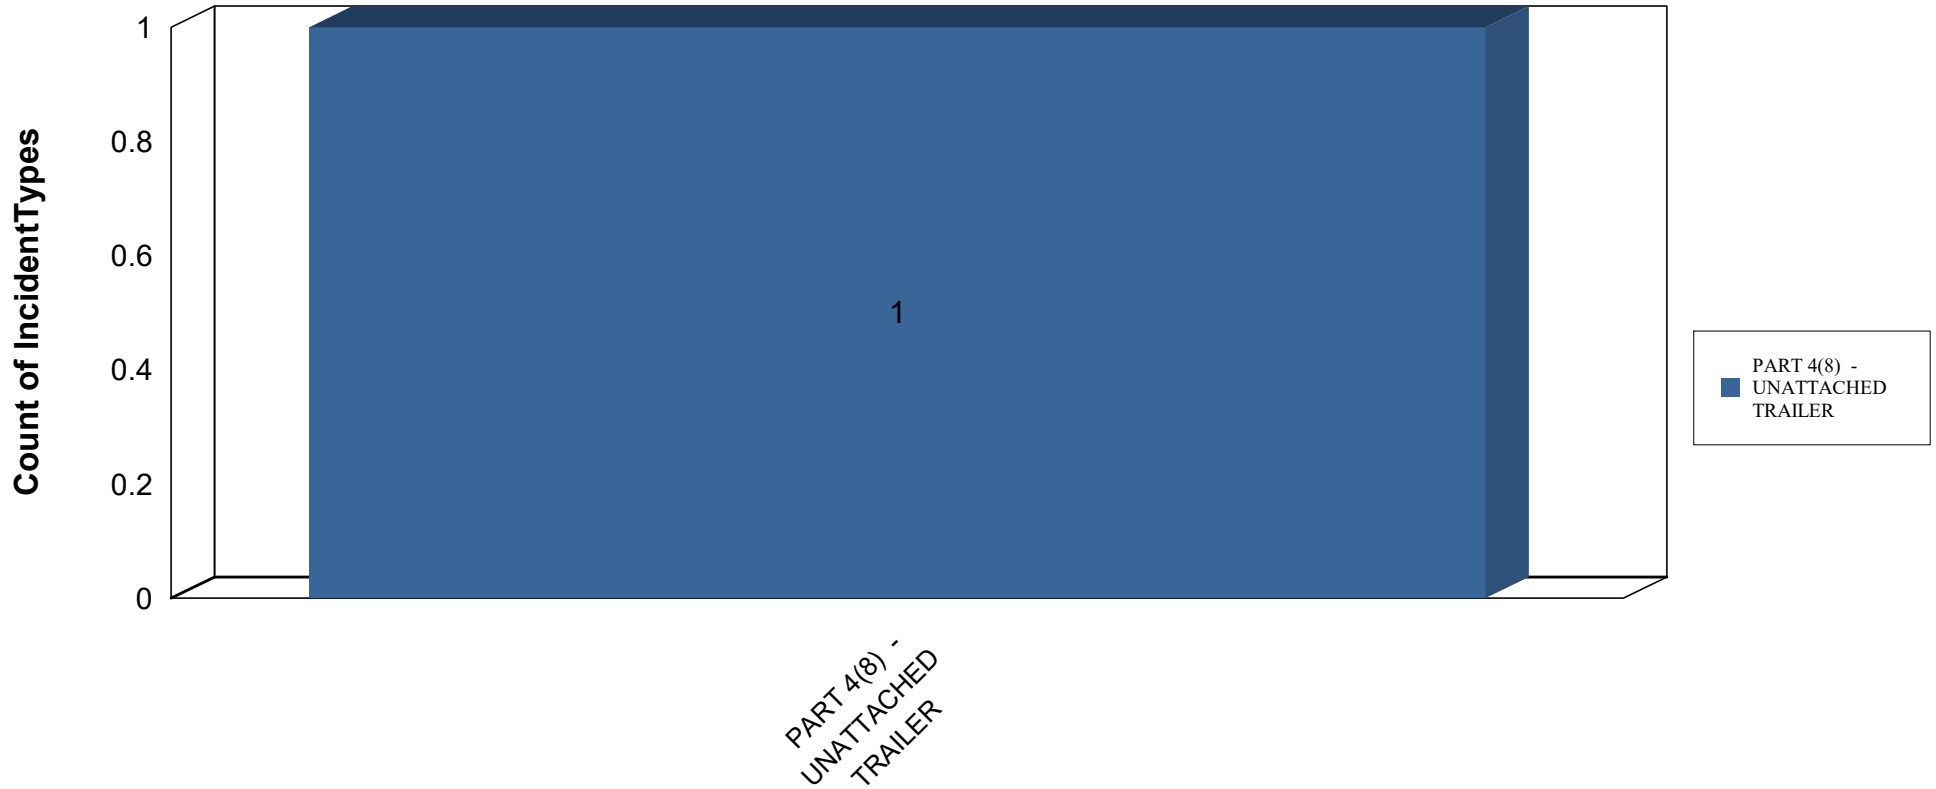 Count of IncidentTypes
1
0.8
0.6
0.4
0.2
0
1
PART 4(8)  -
UNATTACHED
TRAILER
PART 4(8)  -
UNATTACHED
TRAILER